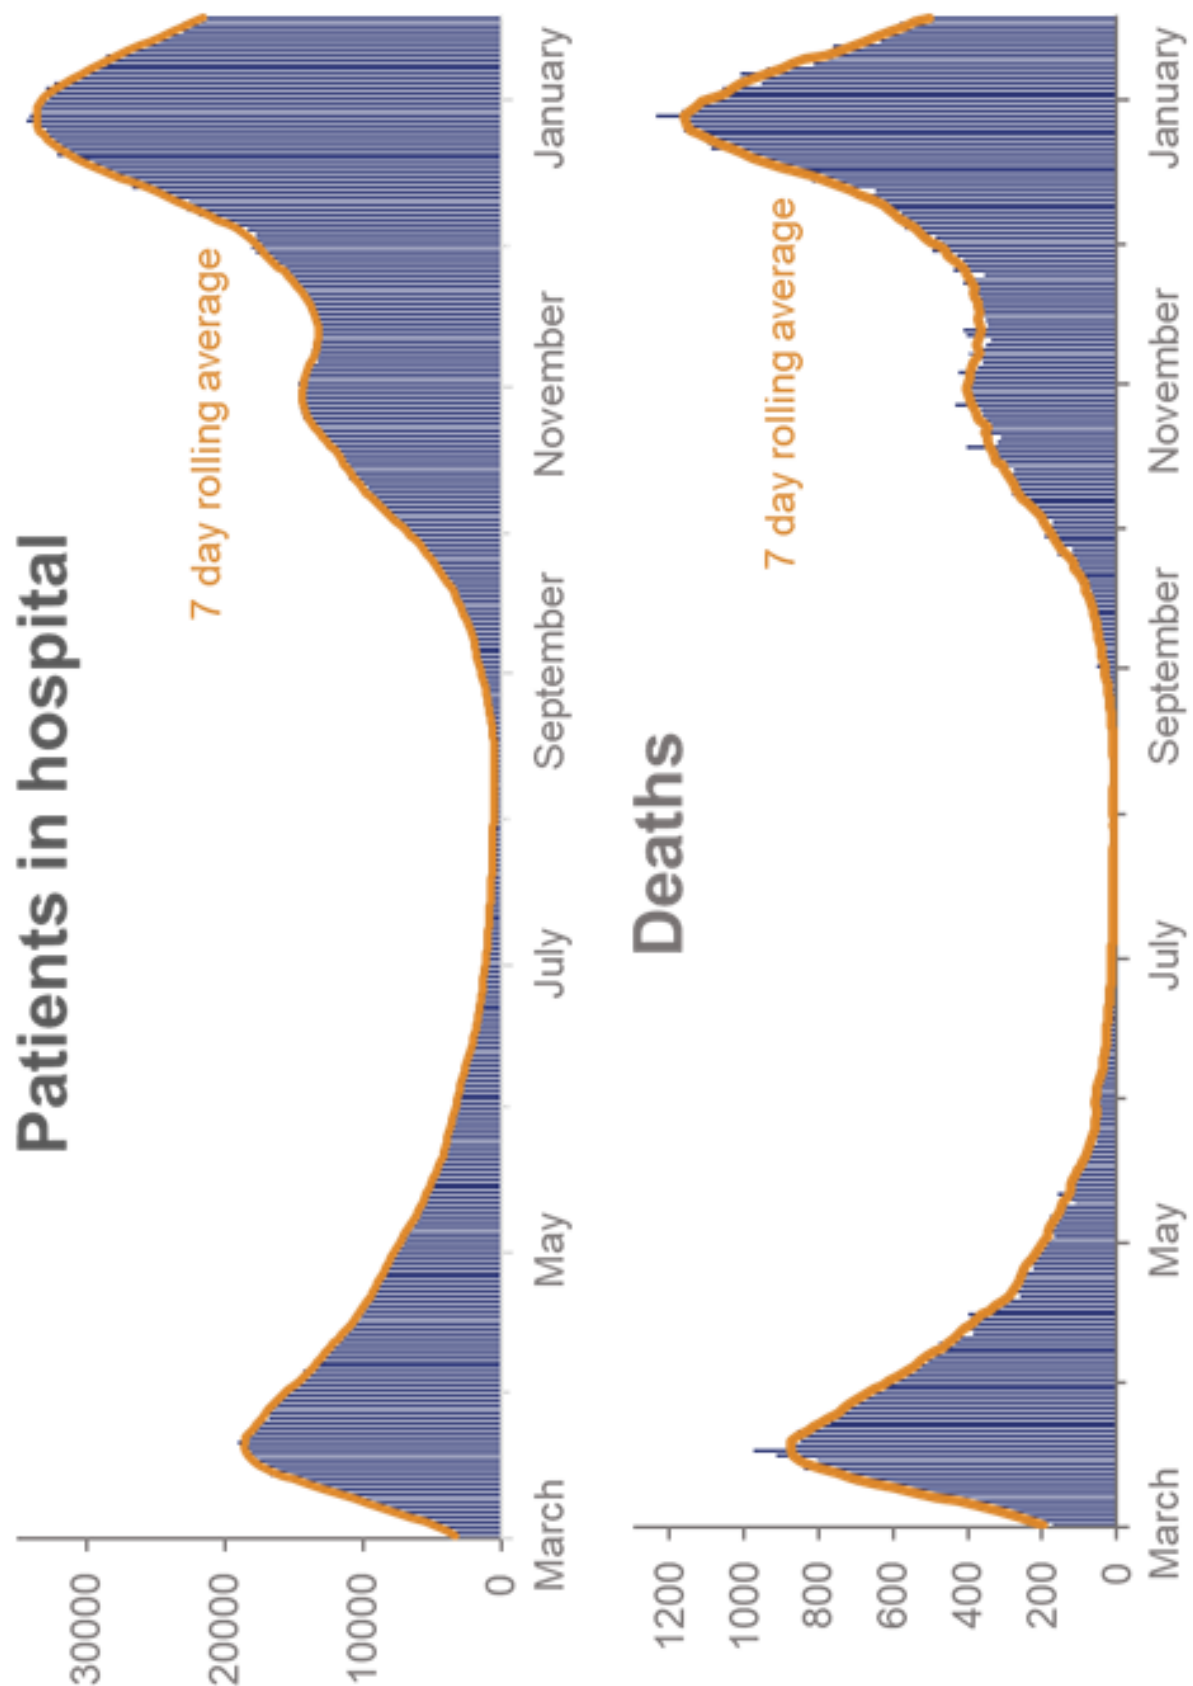 Patients in hospital
30000
20000
10000
0
7 day rolling average
March
May
July
September
November
January
Deaths
1200
1000
800
600
400
200
0
7 day rolling average
March
May
July
September
November
January